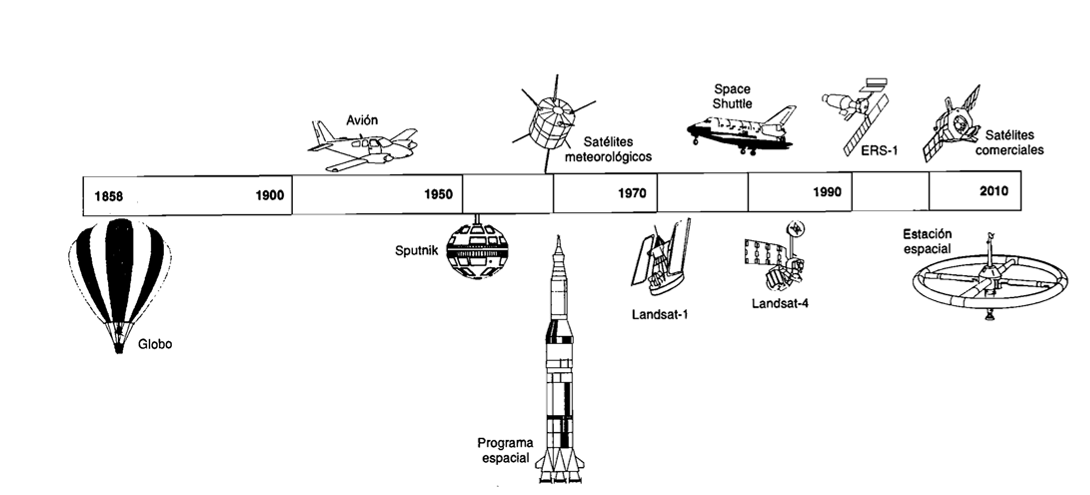 Avión
Satélites
meteorológicos
Space
Shuttle
ERS-1
Satélites
comerciales
1858
1900
1950
1970
1990
2010
Globo
Sputnik
Programa
espacial
Landsat-1
Landsat-4
Estación
espacial